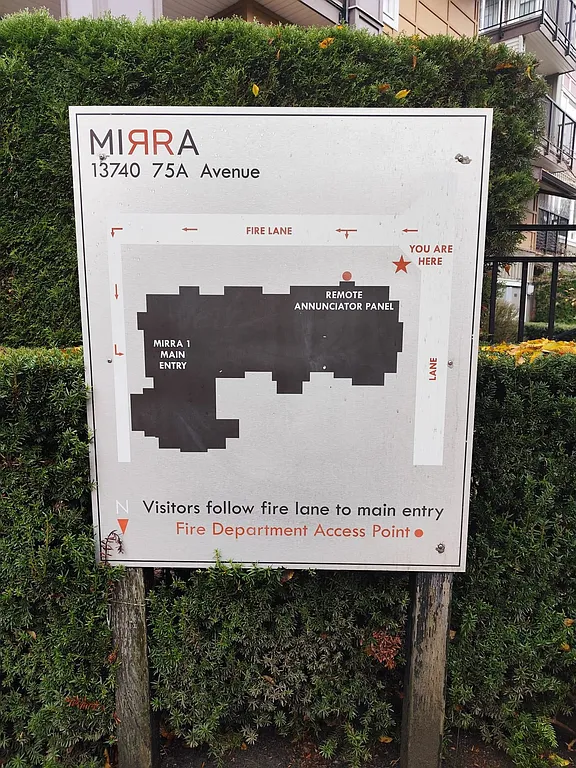 MIRRA
13740 75A Avenue
FIRE LANE
YOU ARE
HERE
REMOTE
ANNUNCIATOR PANEL
MIRRA 1
MAIN
ENTRY
LANE
N
Visitors follow fire lane to main entry
Fire Department Access Point